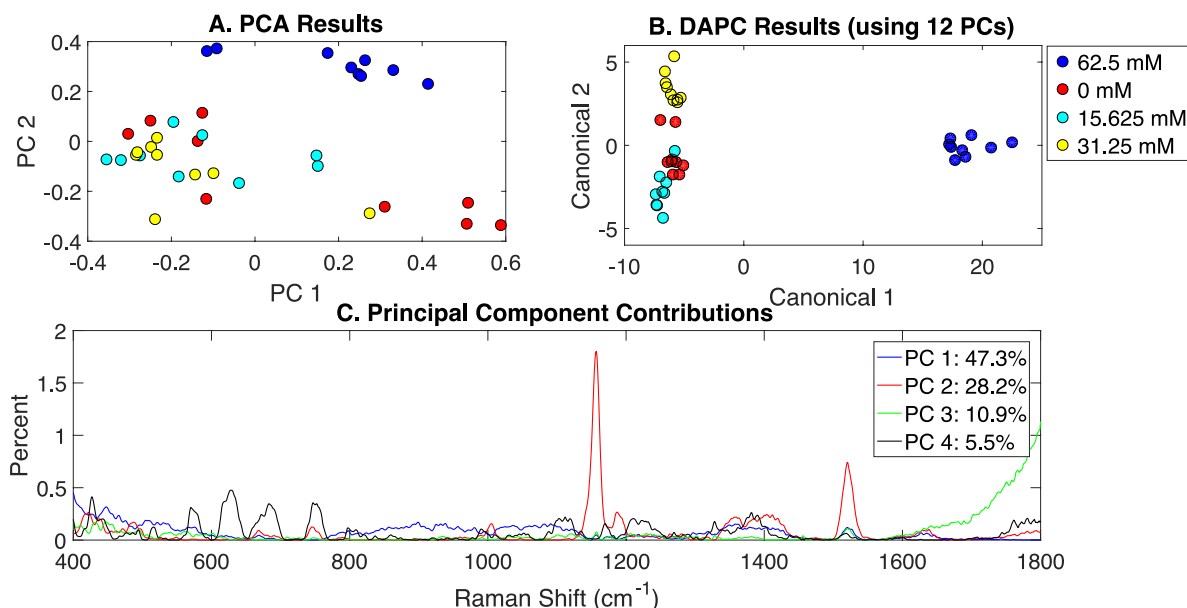 A. PCA Results
0.4
0.2
0
-0.2
-0.4
PC 2
-0.4
-0.2
0
0.2
0.4
0.6
PC 1
B. DAPC Results (using 12 PCs)
5
0
-5
Canonical 2
-10
0
10
20
Canonical 1
62.5 mM
0 mM
15.625 mM
31.25 mM
C. Principal Component Contributions
2
1.5
1
0.5
0
Percent
PC 1: 47.3%
PC 2: 28.2%
PC 3: 10.9%
PC 4: 5.5%
400
600
800
1000
1200
1400
1600
1800
Raman Shift (cm⁻¹)